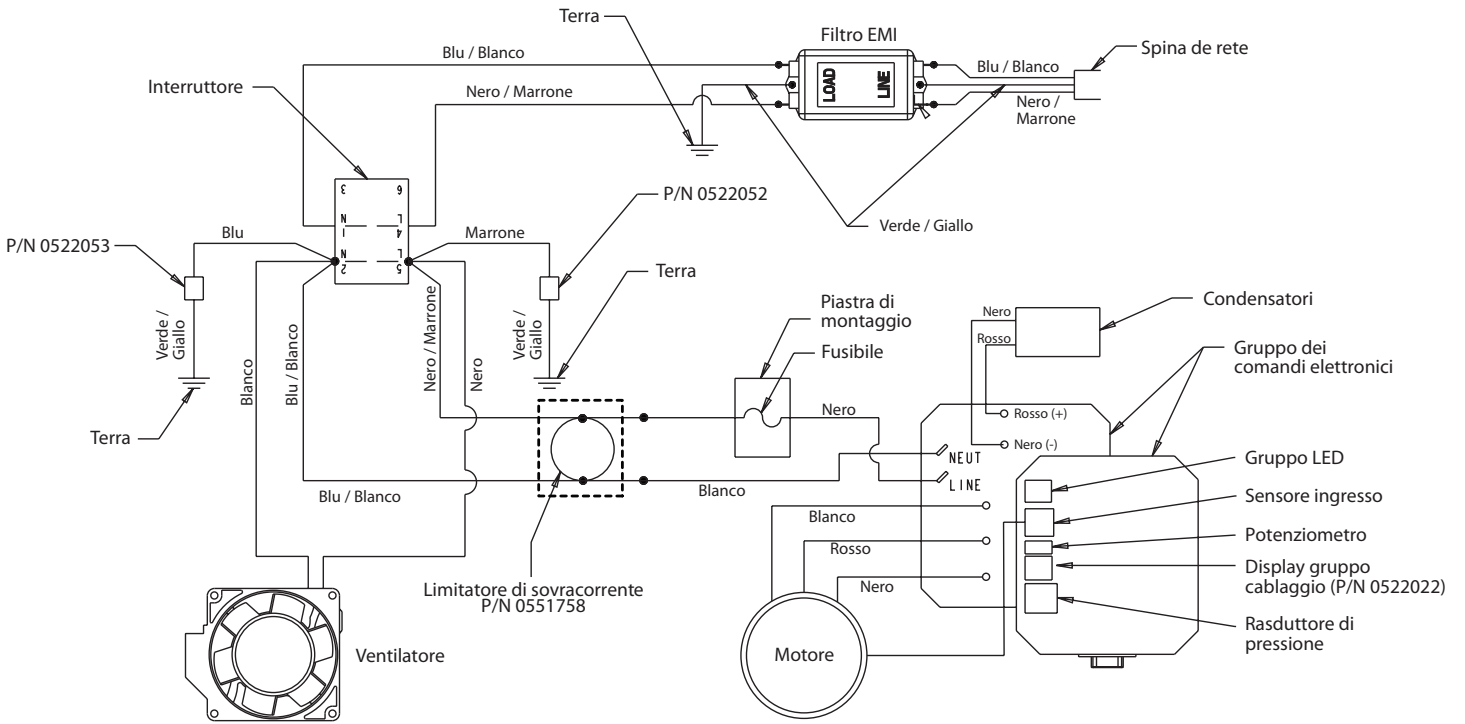 Terra
Filtro EMI
Spina de rete
Blu / Blanco
Blu / Blanco
Interruttore
LOAD
LINE
Nero / Marrone
Nero /
Marrone
Terra
3
6
P/N 0522052
N
1
L
4
Verde / Giallo
P/N 0522053
Blu
Marrone
N
2
L
5
Terra
Verde /
Giallo
Blanco
Blu / Blanco
Nero / Marrone
Nero
Verde /
Giallo
Piastra di
montaggio
Nero
Condensatori
Rosso
Fusibile
Gruppo dei
comandi elettronici
Terra
Nero
Rosso (+)
Nero (-)
NEUT
LINE
Gruppo LED
Blu / Blanco
Blanco
Sensore ingresso
Blanco
Potenziometro
Rosso
Display gruppo
cablaggio (P/N 0522022)
Limitatore di sovracorrente
P/N 0551758
Nero
Rasduttore di
pressione
Ventilatore
Motore